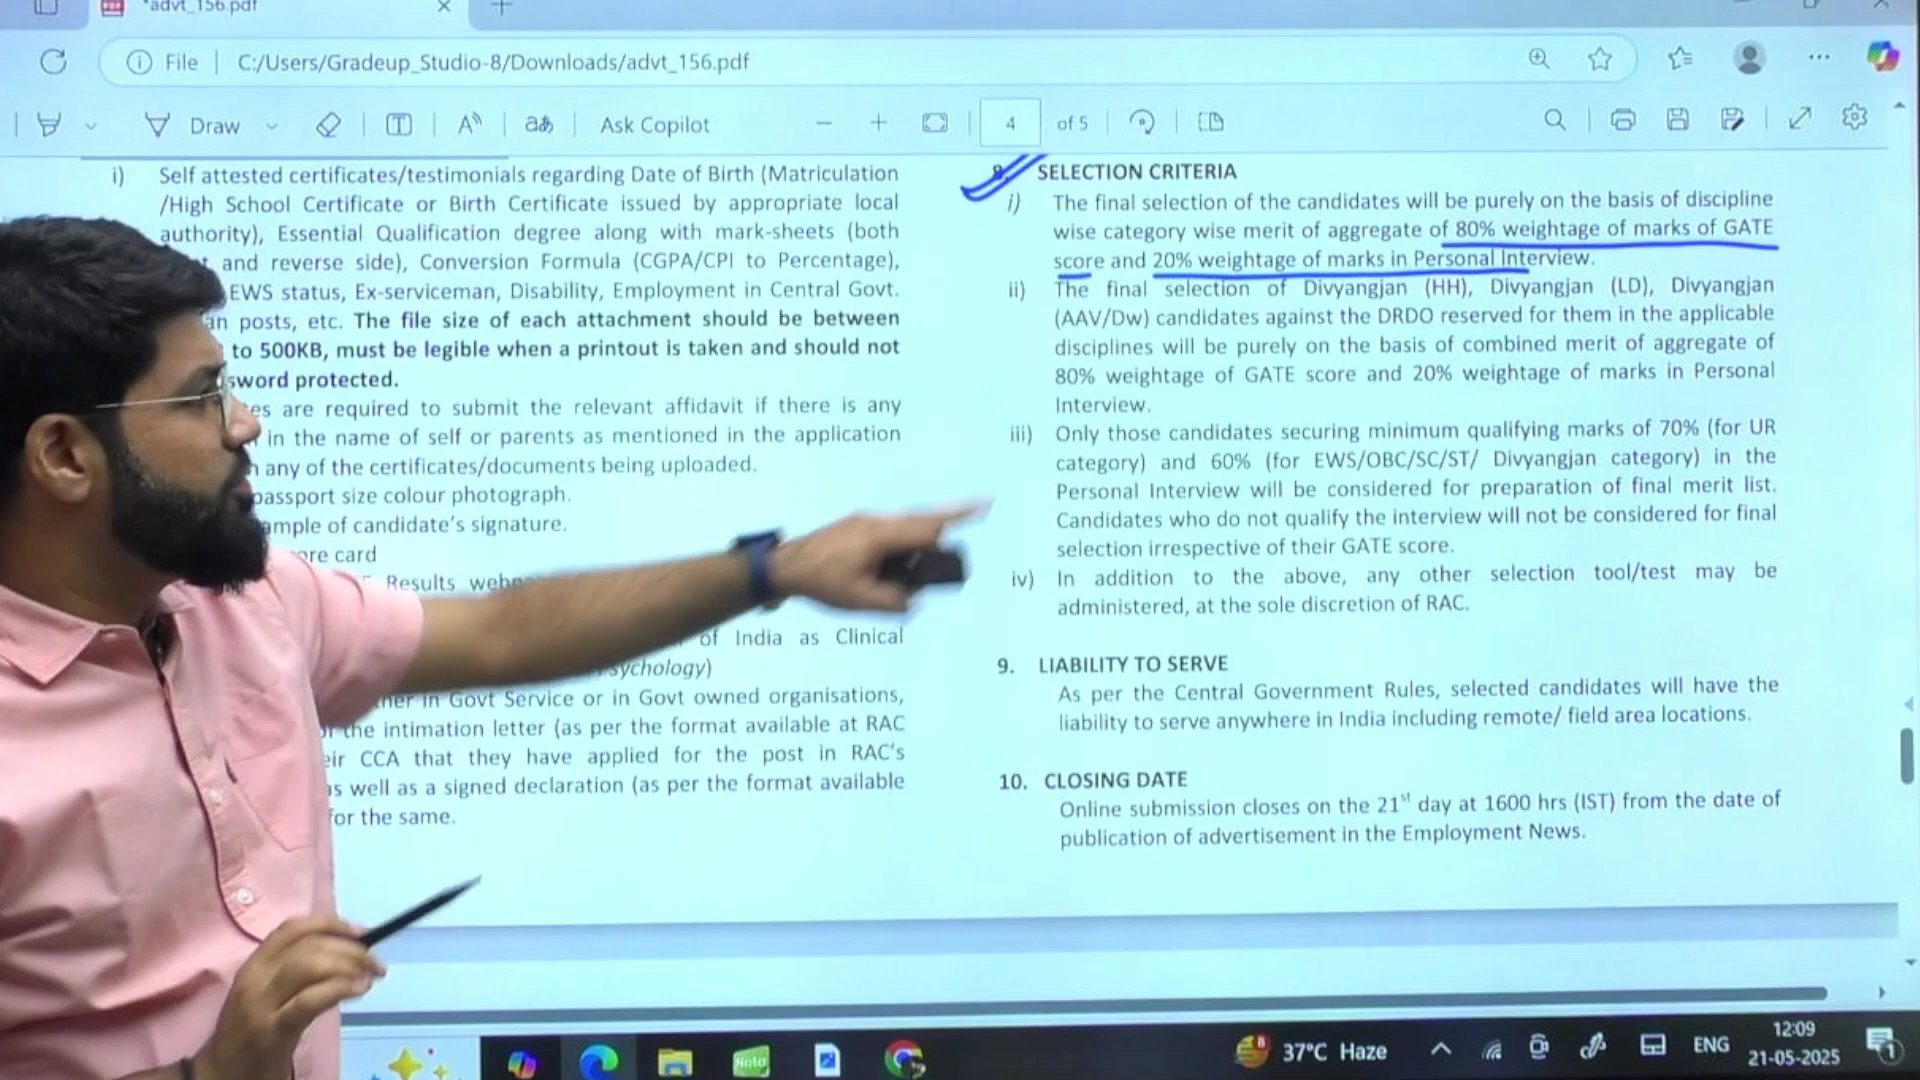 *advt_156.pdf
File
C:/Users/Gradeup_Studio-8/Downloads/advt_156.pdf
Draw
aあ
Ask Copilot
4 of 5
i) Self attested certificates/testimonials regarding Date of Birth (Matriculation
/High School Certificate or Birth Certificate issued by appropriate local
authority), Essential Qualification degree along with mark-sheets (both
and reverse side), Conversion Formula (CGPA/CPI to Percentage),
EWS status, Ex-serviceman, Disability, Employment in Central Govt.
posts, etc. The file size of each attachment should be between
to 500KB, must be legible when a printout is taken and should not
protected.
are required to submit the relevant affidavit if there is any
in the name of self or parents as mentioned in the application
any of the certificates/documents being uploaded.
passport size colour photograph.
of candidate's signature.
card
Results
of India as Clinical
in Govt Service or in Govt owned organisations,
the intimation letter (as per the format available at RAC
CCA that they have applied for the post in RAC's
as well as a signed declaration (as per the format available
for the same.
8. SELECTION CRITERIA
i) The final selection of the candidates will be purely on the basis of discipline
wise category wise merit of aggregate of 80% weightage of marks of GATE
score and 20% weightage of marks in Personal Interview.
ii) The final selection of Divyangjan (HH), Divyangjan (LD), Divyangjan
(AAV/Dw) candidates against the DRDO reserved for them in the applicable
disciplines will be purely on the basis of combined merit of aggregate of
80% weightage of GATE score and 20% weightage of marks in Personal
Interview.
iii) Only those candidates securing minimum qualifying marks of 70% (for UR
category) and 60% (for EWS/OBC/SC/ST/ Divyangjan category) in the
Personal Interview will be considered for preparation of final merit list.
Candidates who do not qualify the interview will not be considered for final
selection irrespective of their GATE score.
iv) In addition to the above, any other selection tool/test may be
administered, at the sole discretion of RAC.
9. LIABILITY TO SERVE
As per the Central Government Rules, selected candidates will have the
liability to serve anywhere in India including remote/ field area locations.
10. CLOSING DATE
Online submission closes on the 21st day at 1600 hrs (IST) from the date of
publication of advertisement in the Employment News.
Note
8
37°C Haze
ENG
12:09
21-05-2025
1